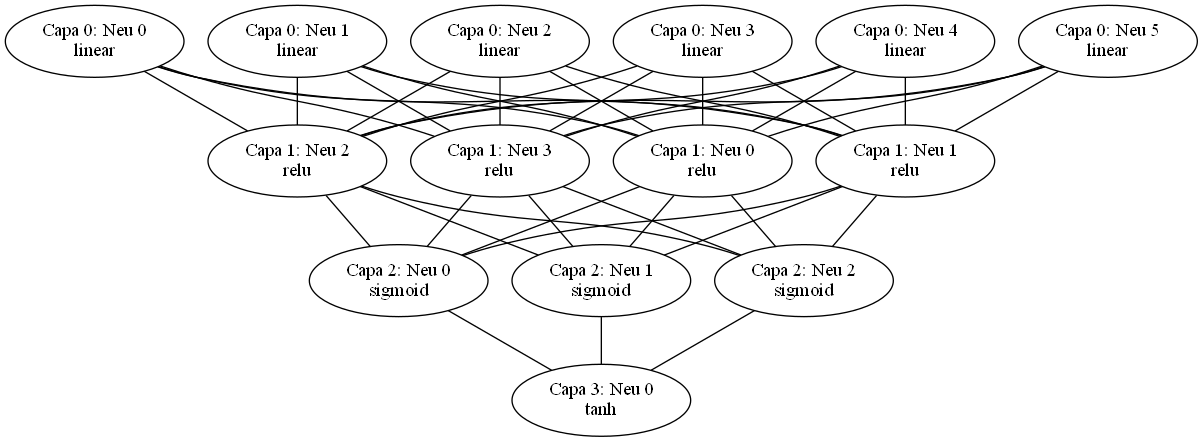 Capa 0: Neu 0
linear
Capa 0: Neu 1
linear
Capa 0: Neu 2
linear
Capa 0: Neu 3
linear
Capa 0: Neu 4
linear
Capa 0: Neu 5
linear
Capa 1: Neu 2
relu
Capa 1: Neu 3
relu
Capa 1: Neu 0
relu
Capa 1: Neu 1
relu
Capa 2: Neu 0
sigmoid
Capa 2: Neu 1
sigmoid
Capa 2: Neu 2
sigmoid
Capa 3: Neu 0
tanh